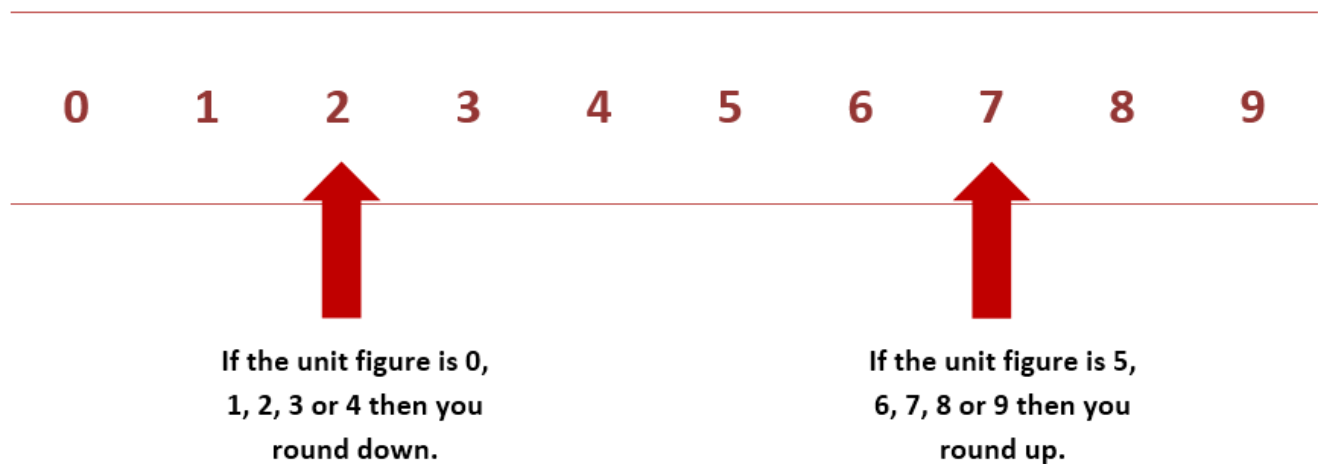 0 1 2 3 4 5 6 7 8 9
If the unit figure is 0,
1, 2, 3 or 4 then you
round down.
If the unit figure is 5,
6, 7, 8 or 9 then you
round up.